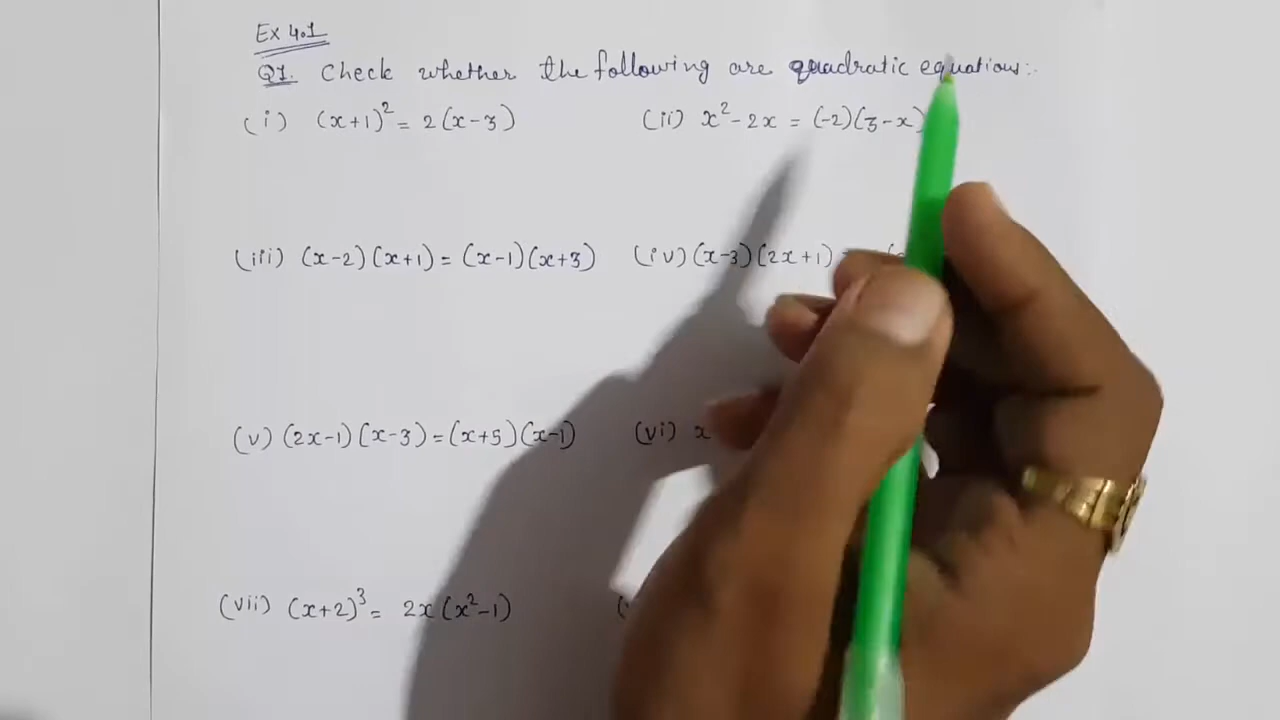 Ex 4.1
Q1. Check whether the following are quadratic equations:-
(i) (x+1)² = 2(x-3) (ii) x² - 2x = (-2)(3-x)
(iii) (x-2)(x+1) = (x-1)(x+3) (iv) (x-3)(2x+1) =
(v) (2x-1)(x-3) = (x+5)(x-1) (vi) x
(vii) (x+2)³ = 2x(x²-1)